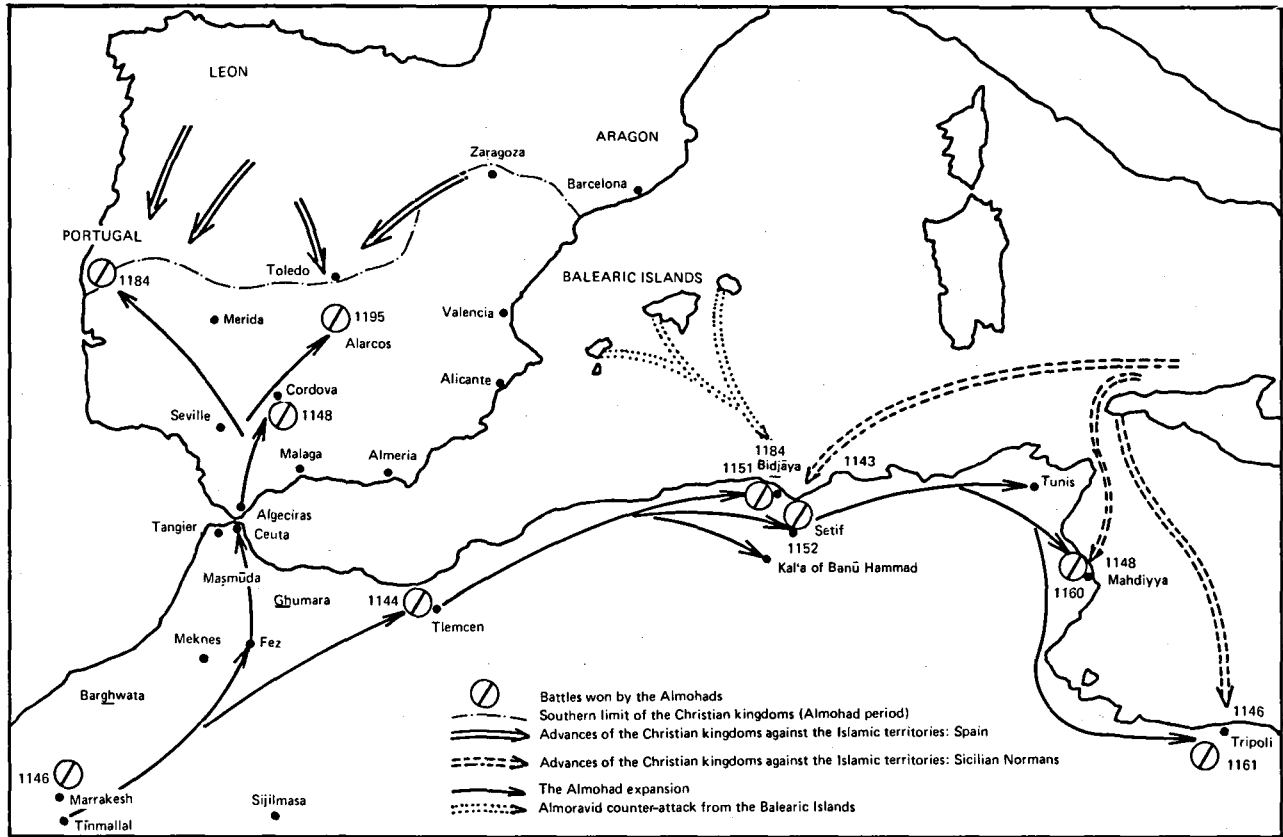 LEON
ARAGON
Zaragoza
Barcelona
PORTUGAL
1184
Toledo
BALEARIC ISLANDS
Merida
1195
Alarcos
Valencia
Alicante
Cordova
1148
Seville
Malaga
Almeria
1184
1151
Bidjāya
1143
Tunis
Algeciras
Tangier
Ceuta
Setif
1152
Kal'a of Banū Hammad
1148
Mahdiyya
1160
Maṣmūda
Ghumara
1144
Tlemcen
Meknes
Fez
Barghwata
Battles won by the Almohads
Southern limit of the Christian kingdoms (Almohad period)
Advances of the Christian kingdoms against the Islamic territories: Spain
Advances of the Christian kingdoms against the Islamic territories: Sicilian Normans
The Almohad expansion
Almoravid counter-attack from the Balearic Islands
1146
Tripoli
1161
1146
Marrakesh
Tīnmallal
Sijilmasa